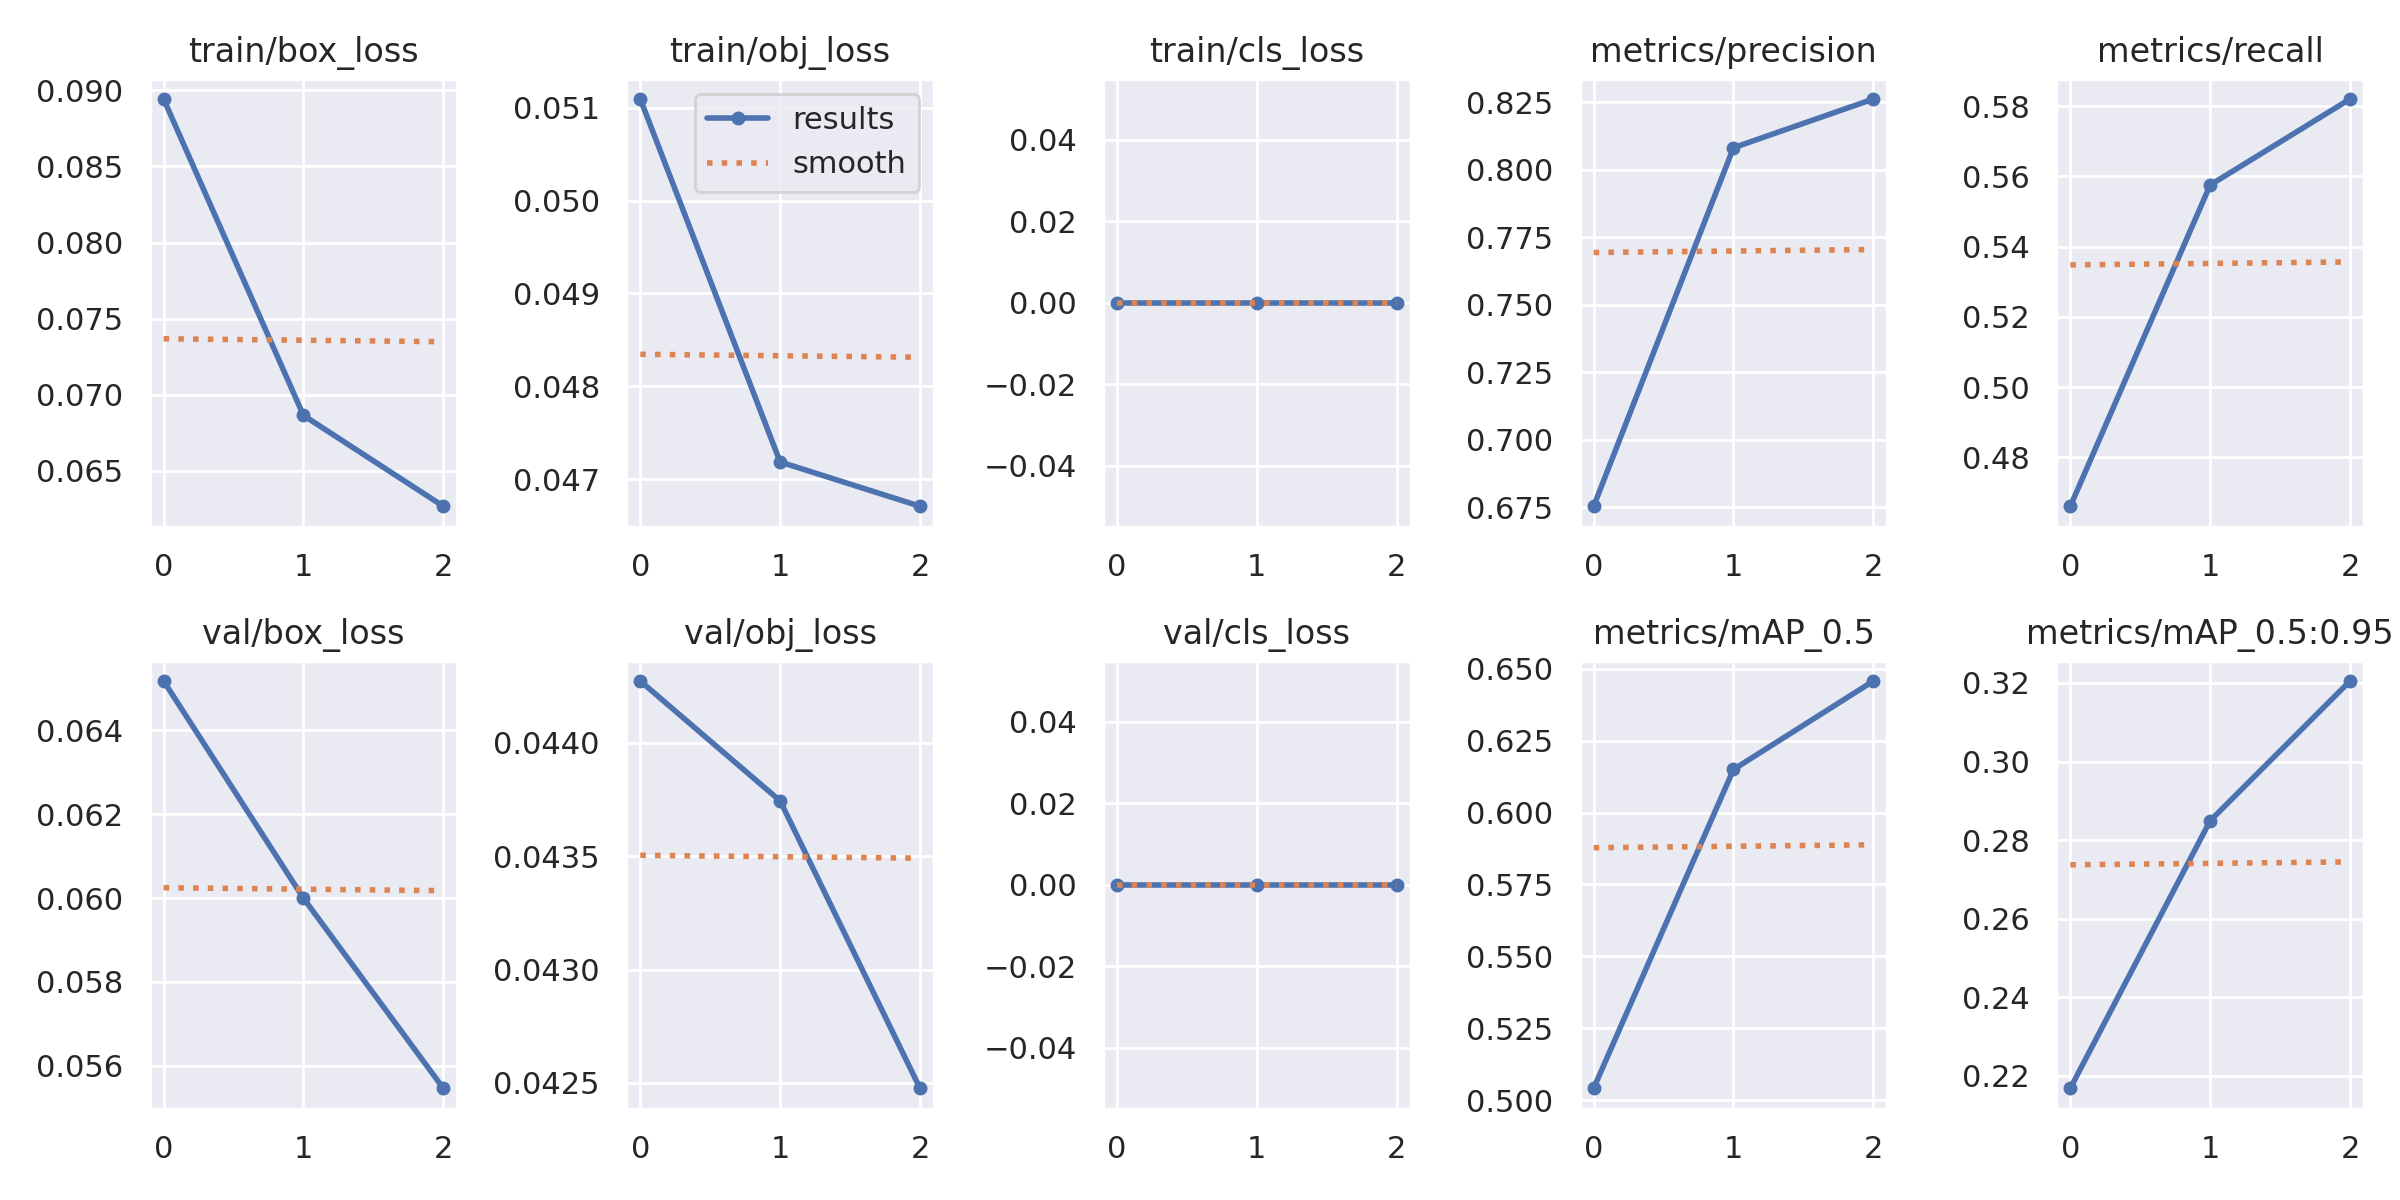 train/box_loss
train/obj_loss
train/cls_loss
metrics/precision
metrics/recall
0.090
0.085
0.080
0.075
0.070
0.065
0 1 2
0.051
0.050
0.049
0.048
0.047
results
smooth
0 1 2
0.04
0.02
0.00
−0.02
−0.04
0 1 2
0.825
0.800
0.775
0.750
0.725
0.700
0.675
0 1 2
0.58
0.56
0.54
0.52
0.50
0.48
0 1 2
val/box_loss
val/obj_loss
val/cls_loss
metrics/mAP_0.5
metrics/mAP_0.5:0.95
0.064
0.062
0.060
0.058
0.056
0 1 2
0.0440
0.0435
0.0430
0.0425
0 1 2
0.04
0.02
0.00
−0.02
−0.04
0 1 2
0.650
0.625
0.600
0.575
0.550
0.525
0.500
0 1 2
0.32
0.30
0.28
0.26
0.24
0.22
0 1 2